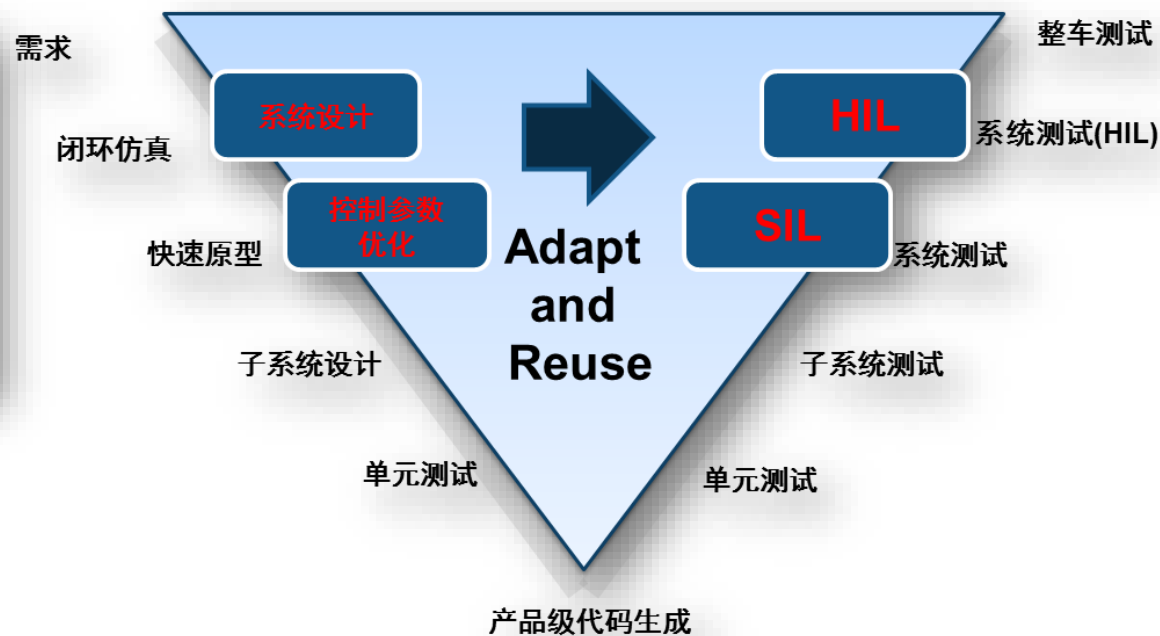 需求
整车测试
系统设计
HIL
闭环仿真
系统测试(HIL)
控制参数
优化
SIL
快速原型
Adapt
and
Reuse
系统测试
子系统设计
子系统测试
单元测试
单元测试
产品级代码生成